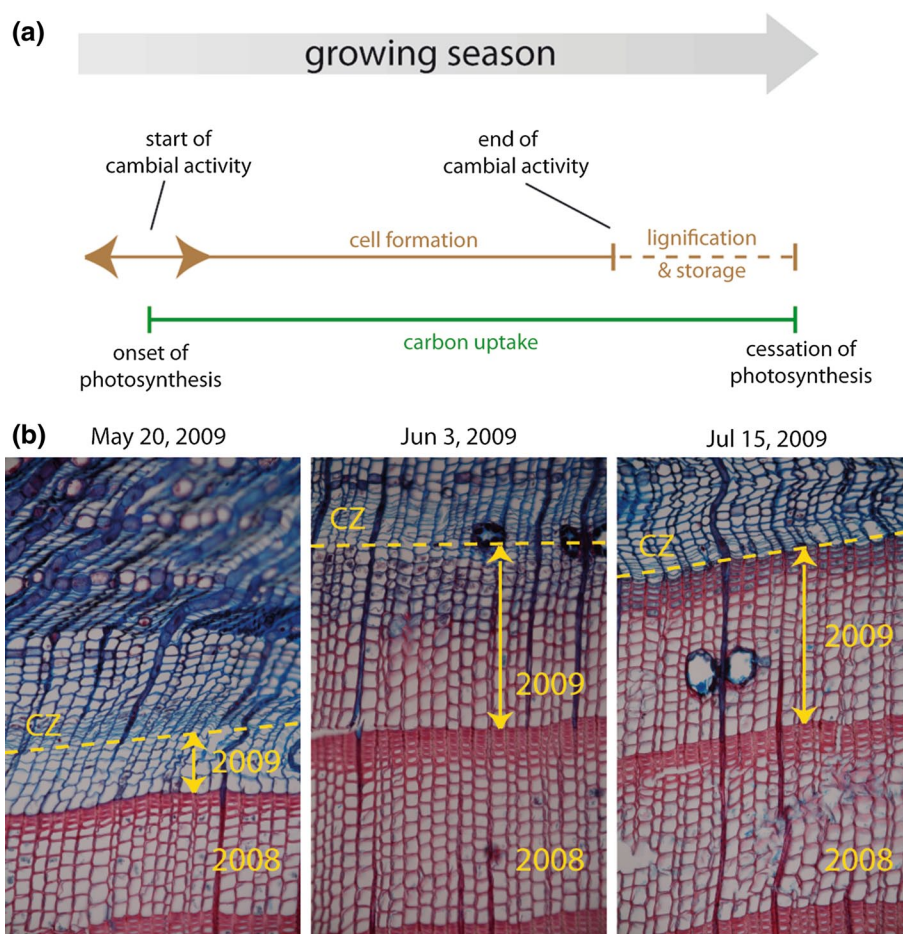 (a)
growing season
start of
cambial activity
end of
cambial activity
cell formation
lignification
& storage
carbon uptake
onset of
photosynthesis
cessation of
photosynthesis
(b)
May 20, 2009
Jun 3, 2009
Jul 15, 2009
CZ
2009
2008
CZ
2009
2008
CZ
2009
2008